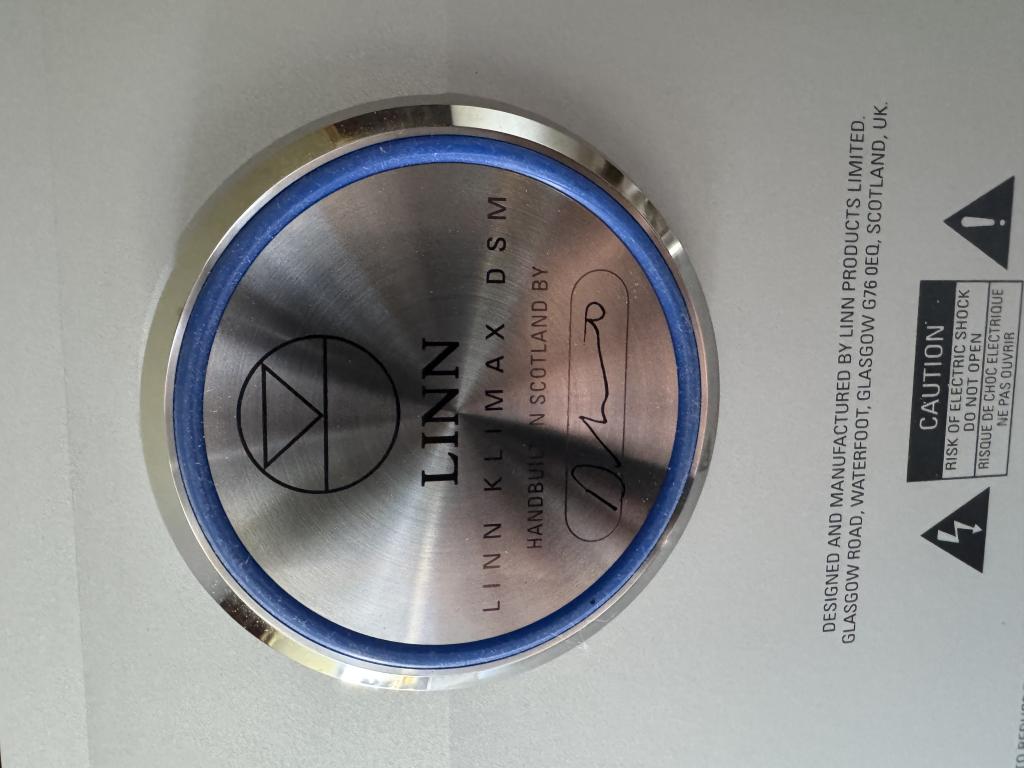 LINN
LINN KLIMAX DSM
HANDBUILT IN SCOTLAND BY
DESIGNED AND MANUFACTURED BY LINN PRODUCTS LIMITED.
GLASGOW ROAD, WATERFOOT, GLASGOW G76 0EQ, SCOTLAND, UK.
CAUTION
RISK OF ELECTRIC SHOCK
DO NOT OPEN
RISQUE DE CHOC ELECTRIQUE
NE PAS OUVRIR